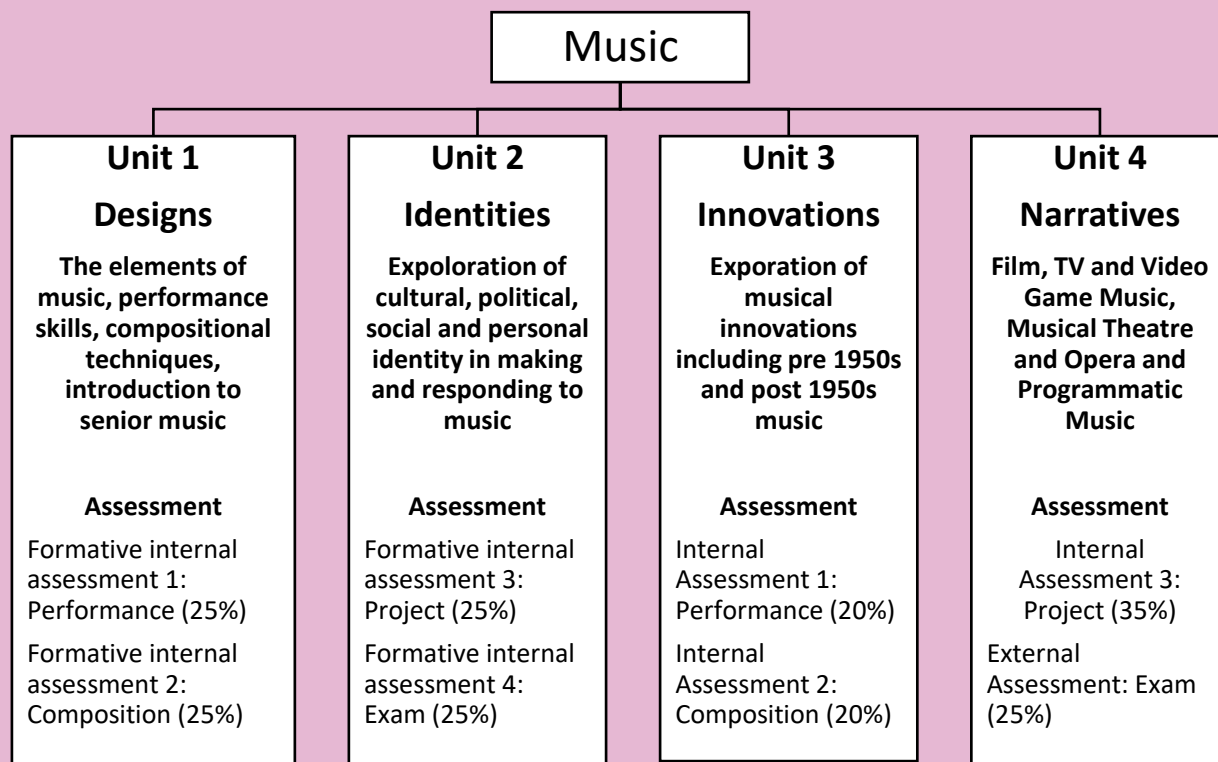 Music
Unit 1
Designs
The elements of
music, performance
skills, compositional
techniques,
introduction to
senior music
Assessment
Formative internal
assessment 1:
Performance (25%)
Formative internal
assessment 2:
Composition (25%)
Unit 2
Identities
Expoloration of
cultural, political,
social and personal
identity in making
and responding to
music
Assessment
Formative internal
assessment 3:
Project (25%)
Formative internal
assessment 4:
Exam (25%)
Unit 3
Innovations
Exporation of
musical
innovations
including pre 1950s
and post 1950s
music
Assessment
Internal
Assessment 1:
Performance (20%)
Internal
Assessment 2:
Composition (20%)
Unit 4
Narratives
Film, TV and Video
Game Music,
Musical Theatre
and Opera and
Programmatic
Music
Assessment
Internal
Assessment 3:
Project (35%)
External
Assessment: Exam
(25%)